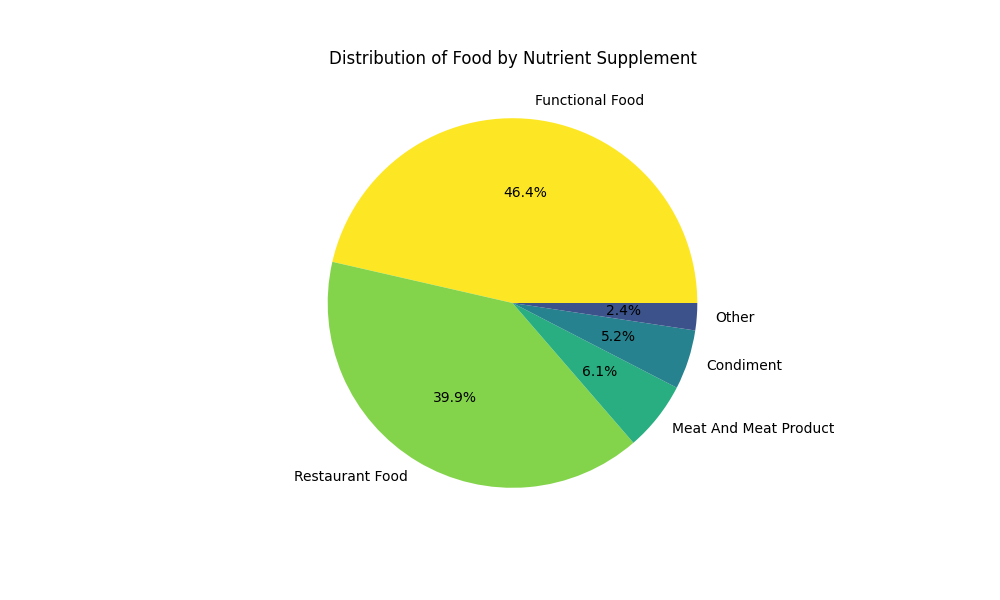 Distribution of Food by Nutrient Supplement
Functional Food
46.4%
2.4%
Other
5.2%
Condiment
6.1%
39.9%
Meat And Meat Product
Restaurant Food